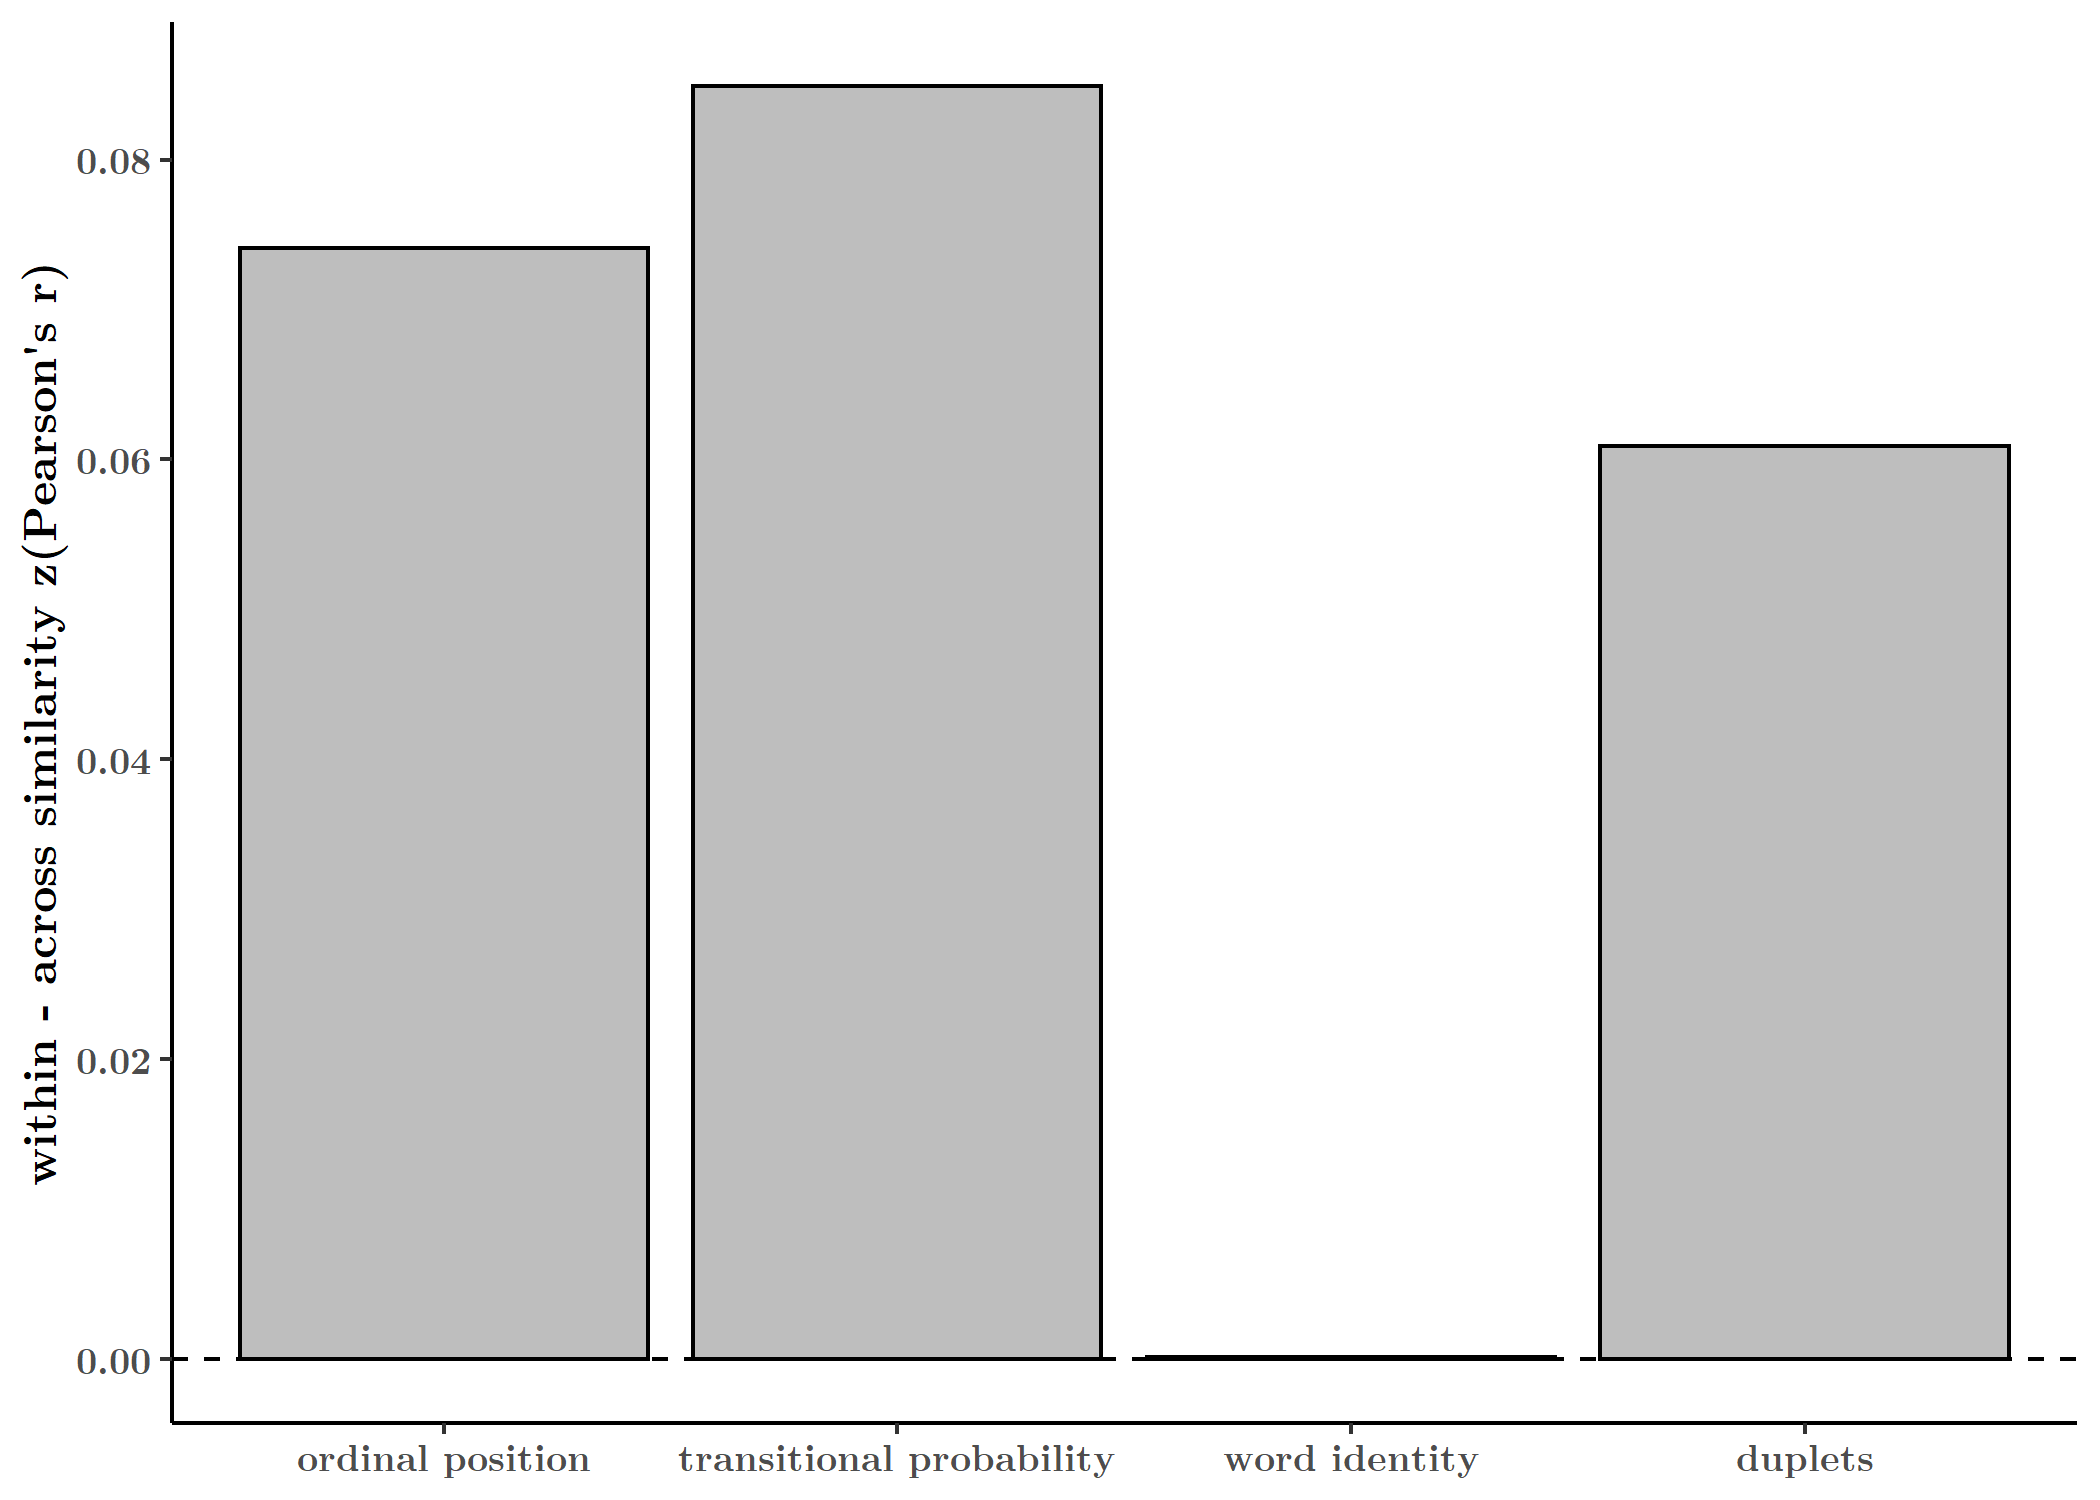 within - across similarity z(Pearson's r)
0.08
0.06
0.04
0.02
0.00
ordinal position
transitional probability
word identity
duplets